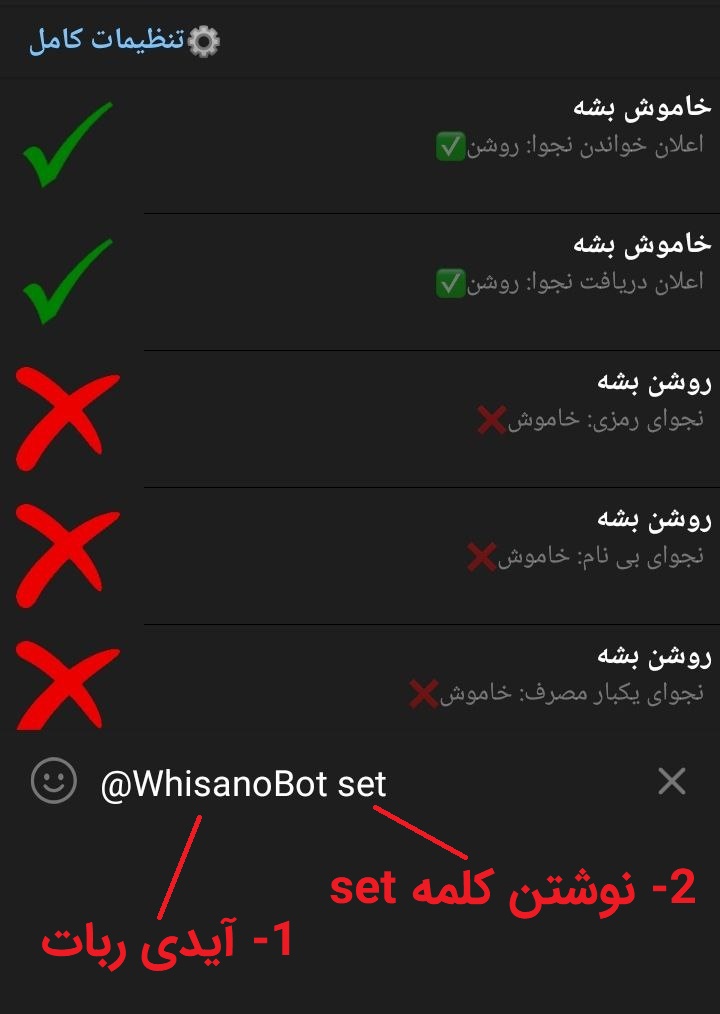 ⚙️تنظیمات کامل
خاموش بشه
اعلان خواندن نجوا: روشن✅
خاموش بشه
اعلان دریافت نجوا: روشن✅
روشن بشه
نجوای رمزی: خاموش❌
روشن بشه
نجوای بی نام: خاموش❌
روشن بشه
نجوای یکبار مصرف: خاموش❌
@WhisanoBot set
2- نوشتن کلمه set
1- آیدی ربات